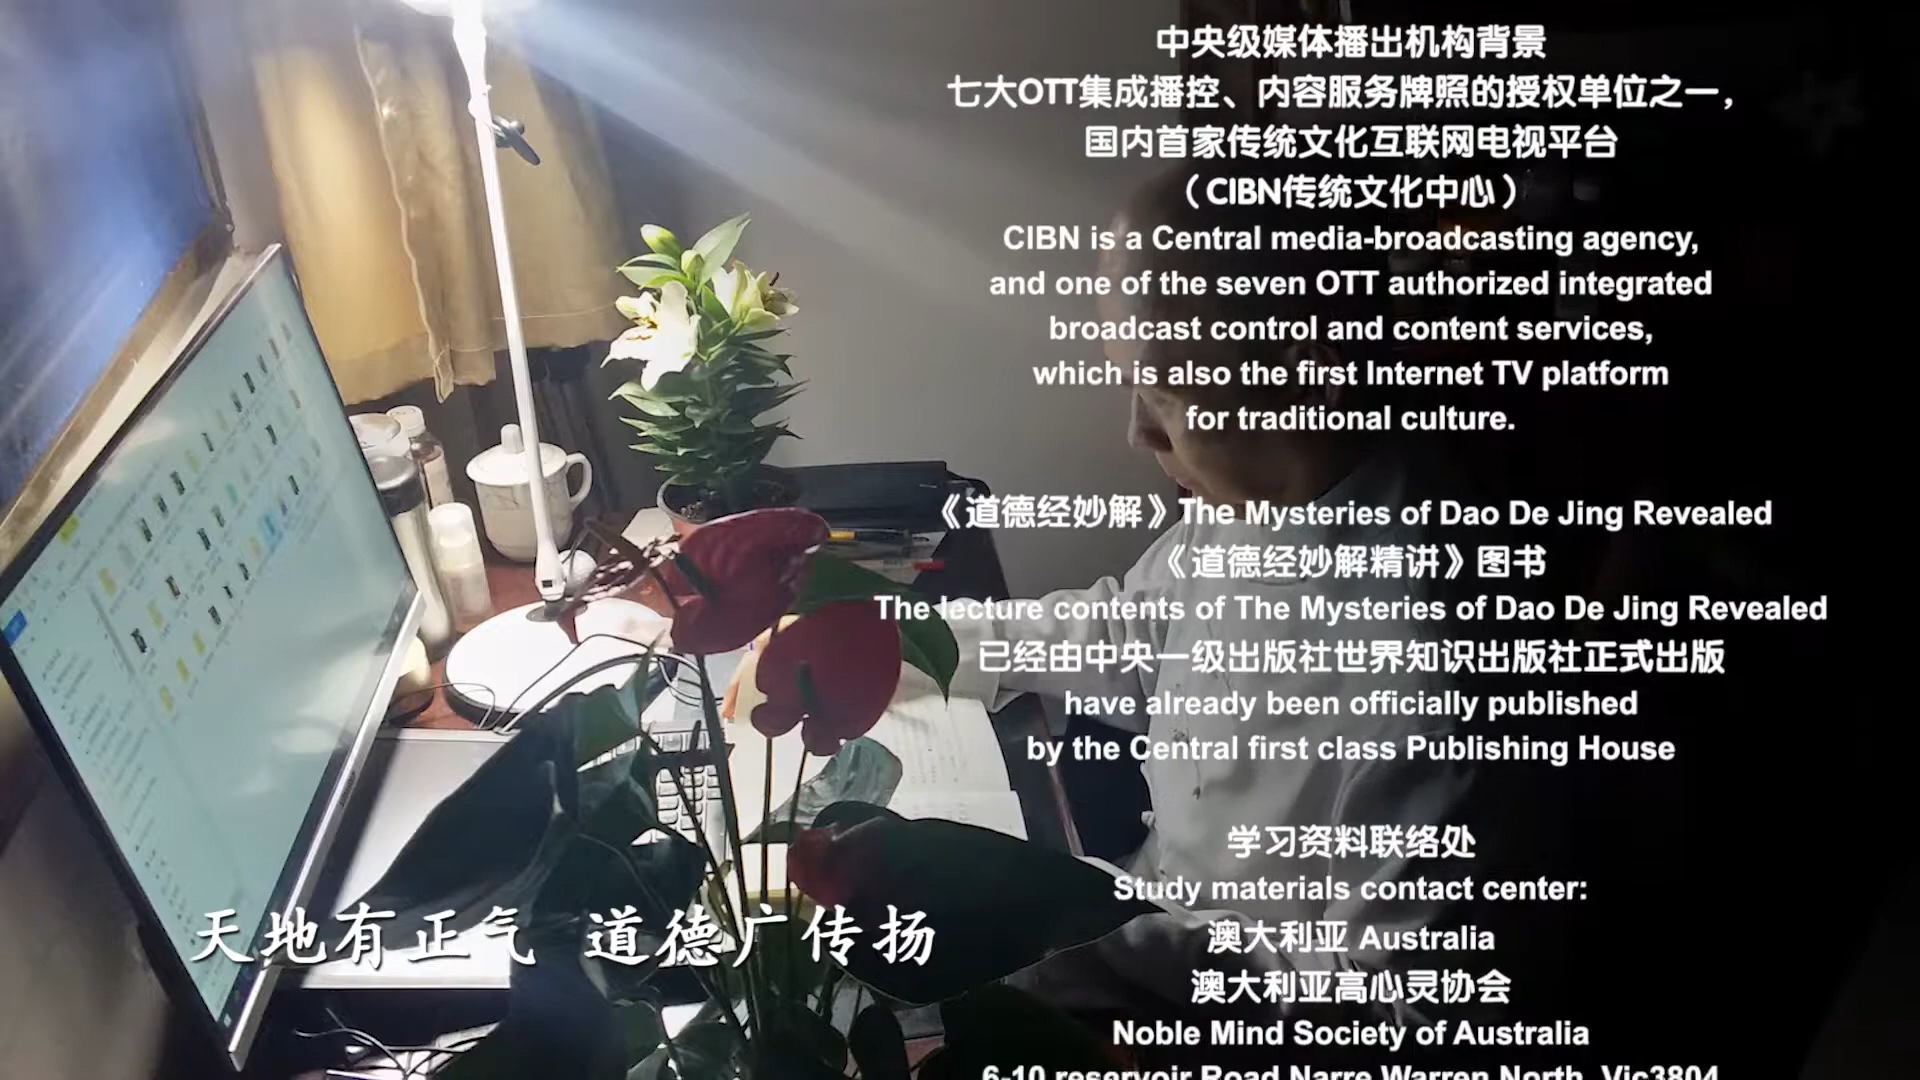 中央级媒体播出机构背景
七大OTT集成播控、内容服务牌照的授权单位之一，
国内首家传统文化互联网电视平台
（CIBN传统文化中心）
CIBN is a Central media-broadcasting agency,
and one of the seven OTT authorized integrated
broadcast control and content services,
which is also the first Internet TV platform
for traditional culture.
《道德经妙解》The Mysteries of Dao De Jing Revealed
《道德经妙解精讲》图书
The lecture contents of The Mysteries of Dao De Jing Revealed
已经由中央一级出版社世界知识出版社正式出版
have already been officially published
by the Central first class Publishing House
学习资料联络处
Study materials contact center:
澳大利亚 Australia
澳大利亚高心灵协会
Noble Mind Society of Australia
6-10 reservoir Road Narre Warren North, Vic3804
天地有正气 道德广传扬